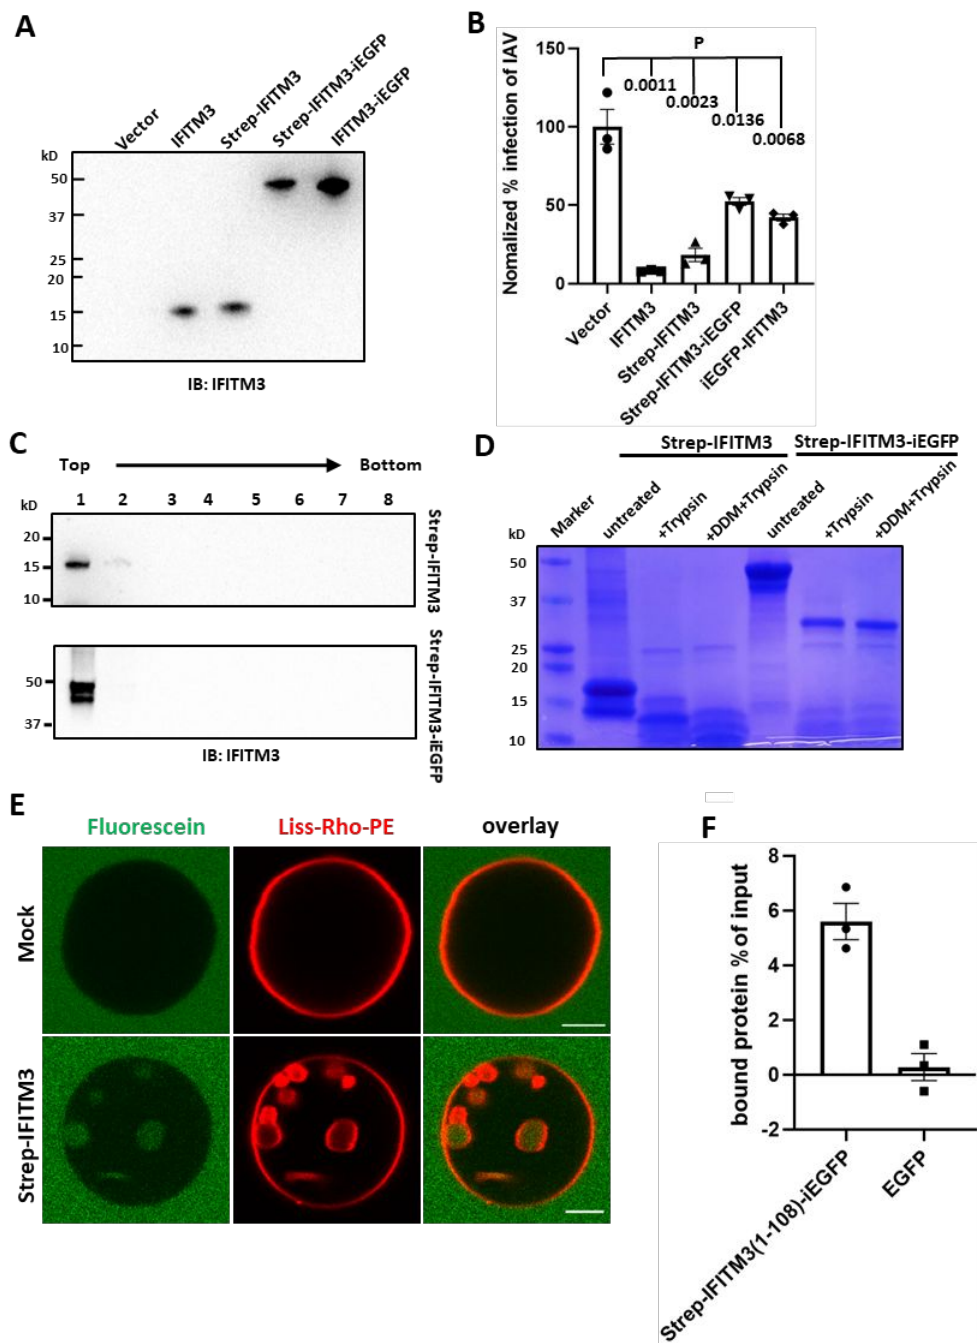 A
Vector
IFITM3
Strep-IFITM3
Strep-IFITM3-iEGFP
IFITM3-iEGFP
kD
50
37
25
20
15
10
IB: IFITM3
B
Nomalized % infection of IAV
150
100
50
0
P
0.0011
0.0023
0.0136
0.0068
Vector
IFITM3
Strep-IFITM3
Strep-IFITM3-iEGFP
iEGFP-IFITM3
C
Top
Bottom
kD
1 2 3 4 5 6 7 8
20
15
10
Strep-IFITM3
50
37
Strep-IFITM3-iEGFP
IB: IFITM3
D
Strep-IFITM3
Strep-IFITM3-iEGFP
kD
Marker
untreated
+Trypsin
+DDM+Trypsin
untreated
+Trypsin
+DDM+Trypsin
50
37
25
20
15
10
E
Fluorescein
Liss-Rho-PE
overlay
Mock
Strep-IFITM3
F
bound protein % of input
8
6
4
2
0
-2
Strep-IFITM3(1-108)-iEGFP
EGFP